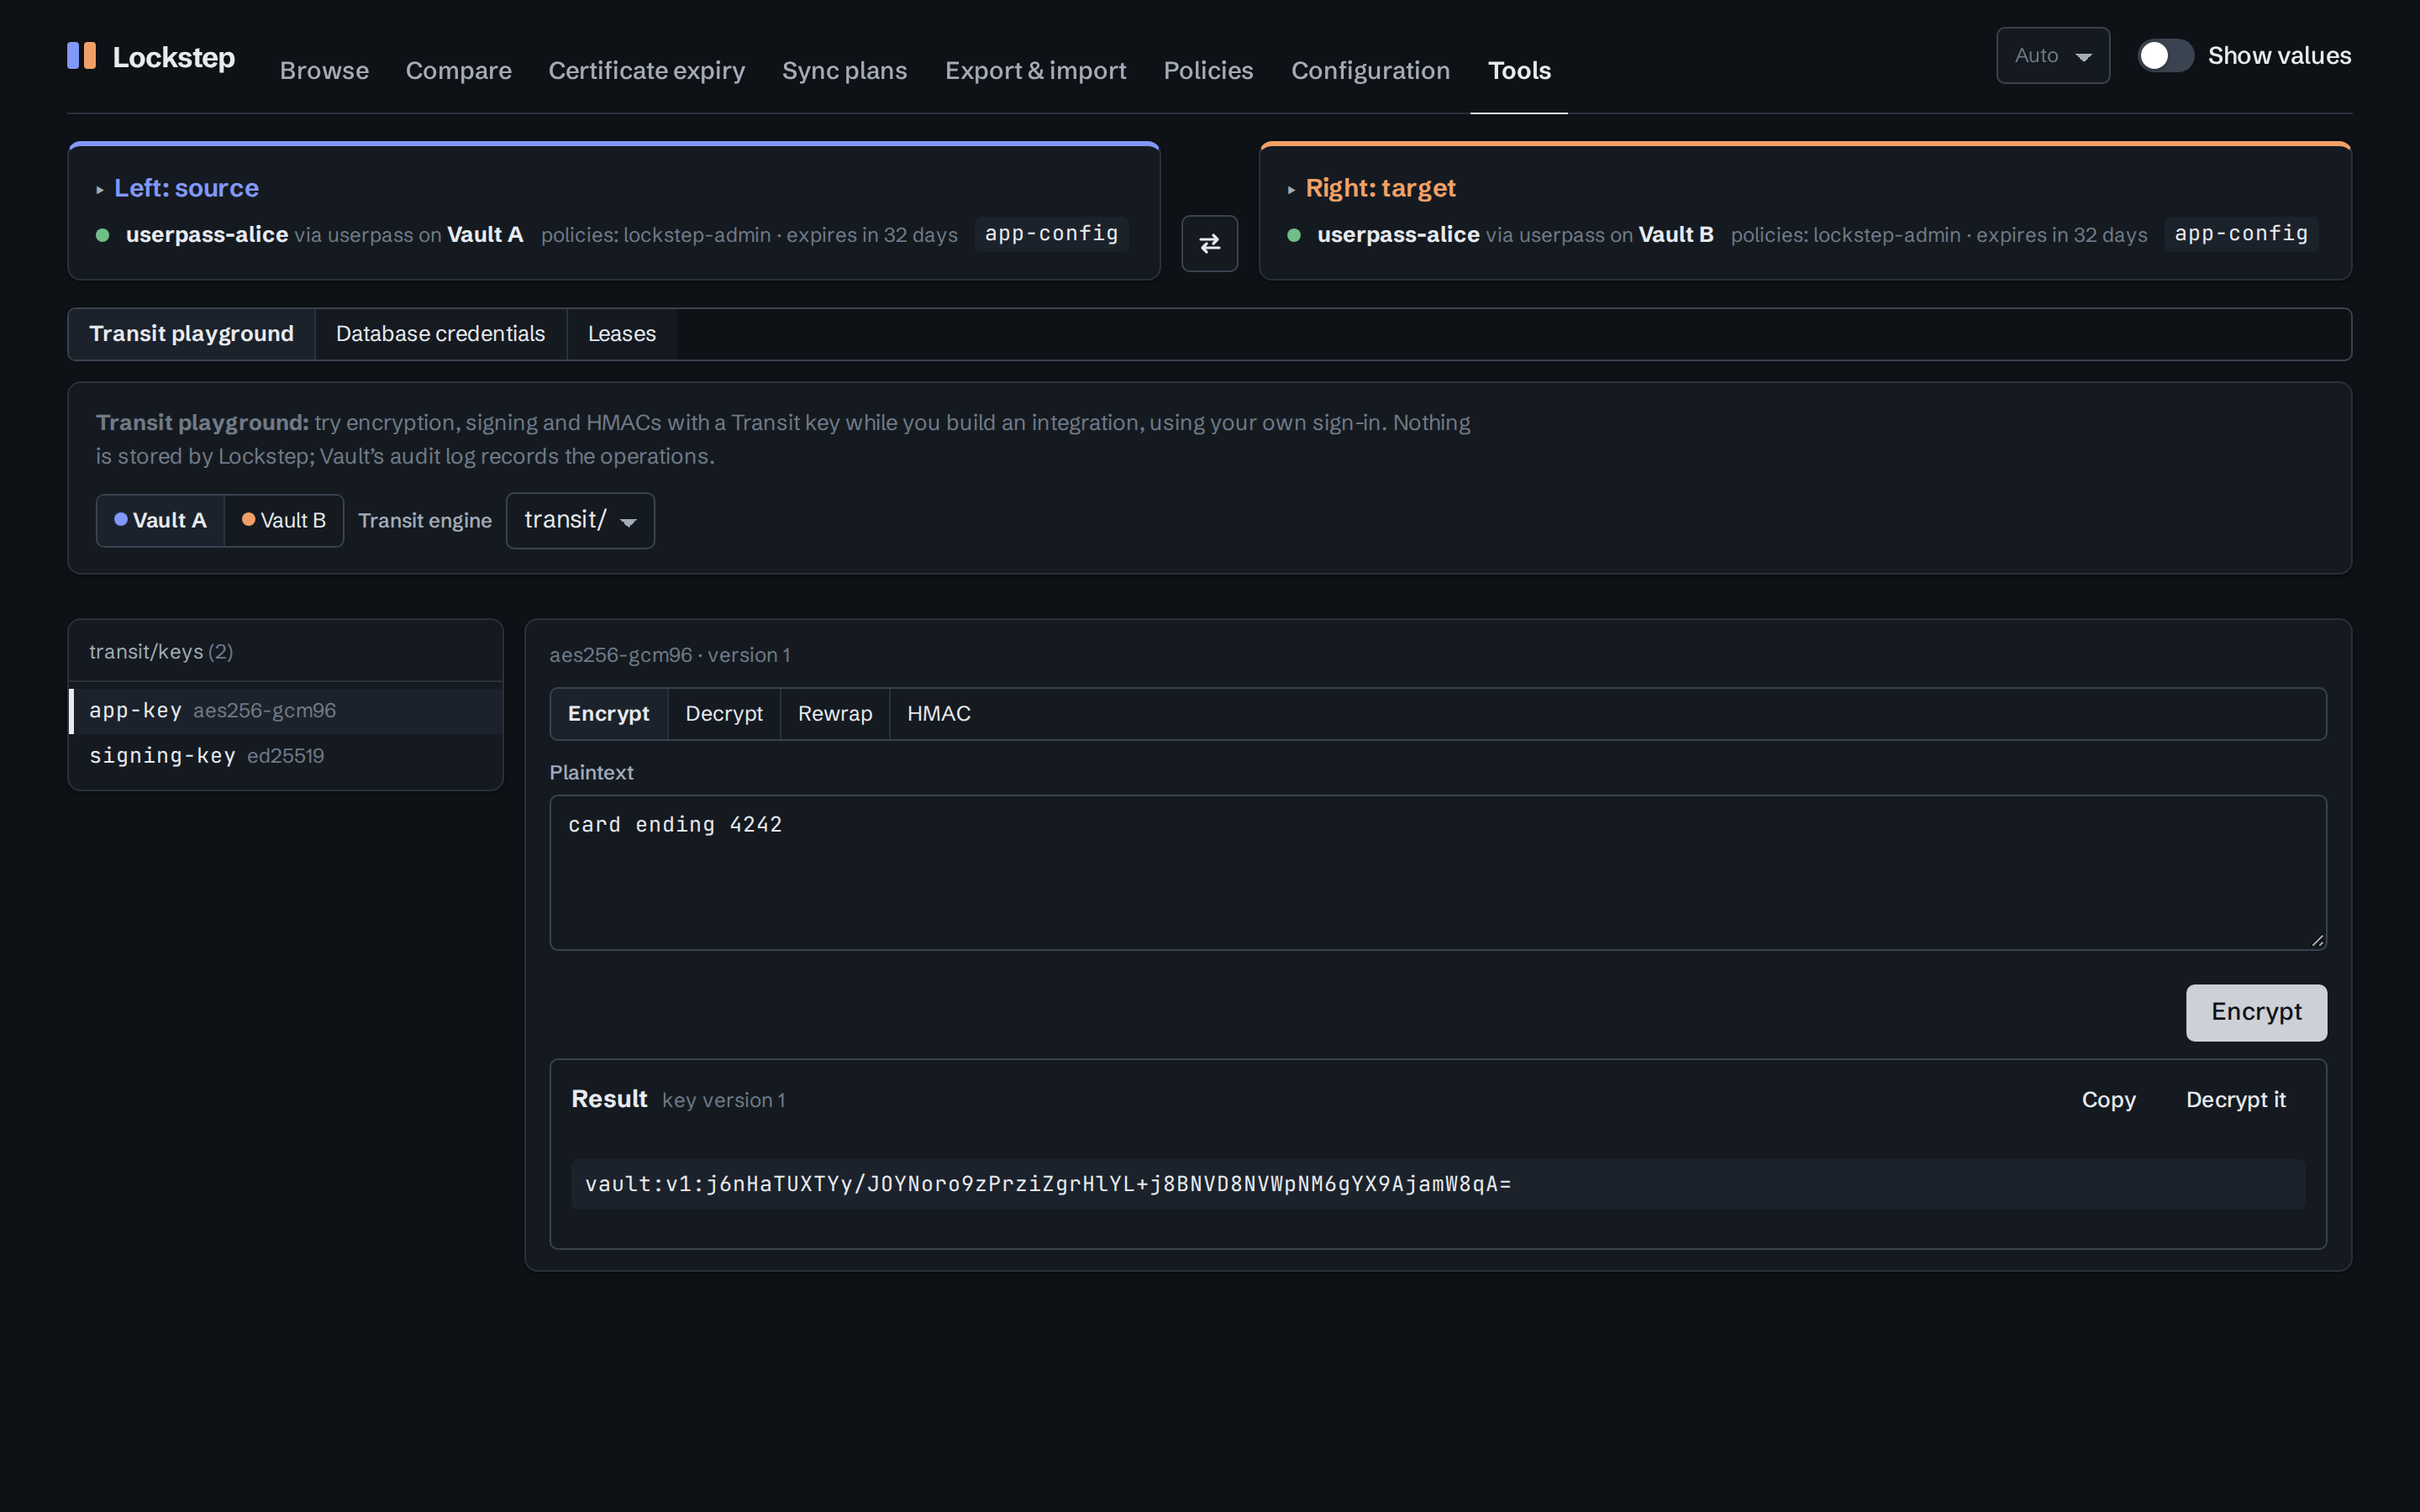 Lockstep
Browse
Compare
Certificate expiry
Sync plans
Export & import
Policies
Configuration
Tools
Auto
Show values
Left: source
userpass-alice via userpass on Vault A policies: lockstep-admin · expires in 32 days app-config
Right: target
userpass-alice via userpass on Vault B policies: lockstep-admin · expires in 32 days app-config
Transit playground
Database credentials
Leases
Transit playground: try encryption, signing and HMACs with a Transit key while you build an integration, using your own sign-in. Nothing
is stored by Lockstep; Vault’s audit log records the operations.
Vault A
Vault B
Transit engine
transit/
transit/keys (2)
app-key aes256-gcm96
signing-key ed25519
aes256-gcm96 · version 1
Encrypt
Decrypt
Rewrap
HMAC
Plaintext
card ending 4242
Encrypt
Result key version 1
Copy
Decrypt it
vault:v1:j6nHaTUXTYy/JOYNoro9zPrziZgrHlYL+j8BNVD8NVWpNM6gYX9AjamW8qA=